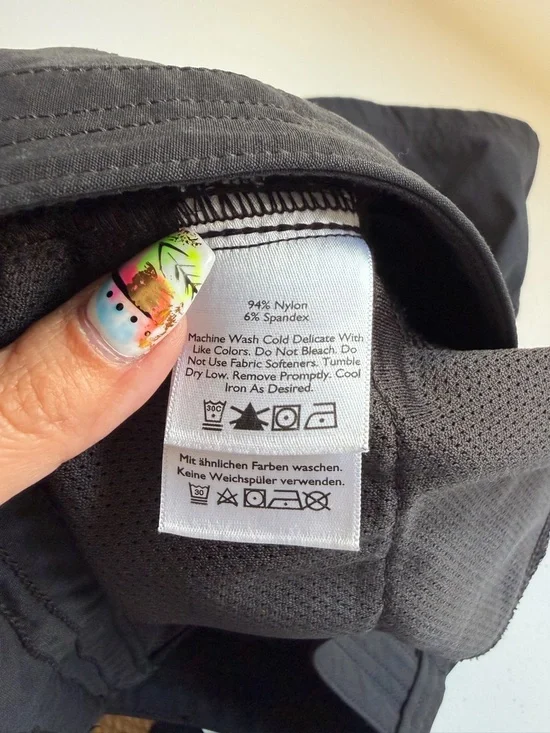 94% Nylon
6% Spandex
Machine Wash Cold Delicate With
Like Colors. Do Not Bleach. Do
Not Use Fabric Softeners. Tumble
Dry Low. Remove Promptly. Cool
Iron As Desired.
30C
Mit ähnlichen Farben waschen.
Keine Weichspüler verwenden.
30